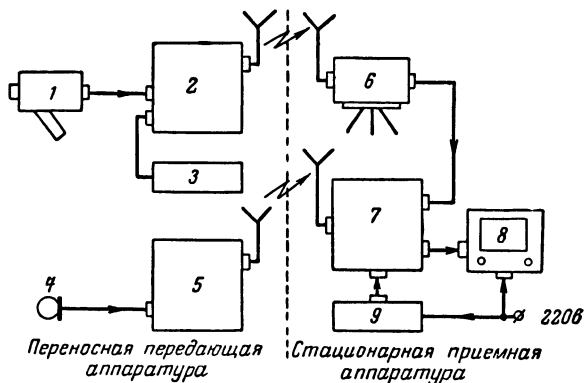 1
2
3
4
5
6
7
8
9
220в
Переносная передающая
аппаратура
Стационарная приемная
аппаратура